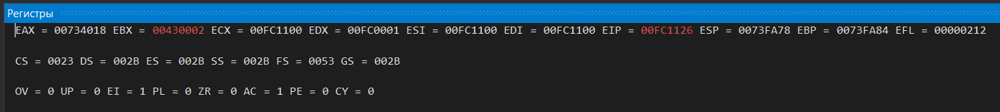 Регистры
EAX = 00734018 EBX = 00430002 ECX = 00FC1100 EDX = 00FC0001 ESI = 00FC1100 EDI = 00FC1100 EIP = 00FC1126 ESP = 0073FA78 EBP = 0073FA84 EFL = 00000212
CS = 0023 DS = 002B ES = 002B SS = 002B FS = 0053 GS = 002B
OV = 0 UP = 0 EI = 1 PL = 0 ZR = 0 AC = 1 PE = 0 CY = 0